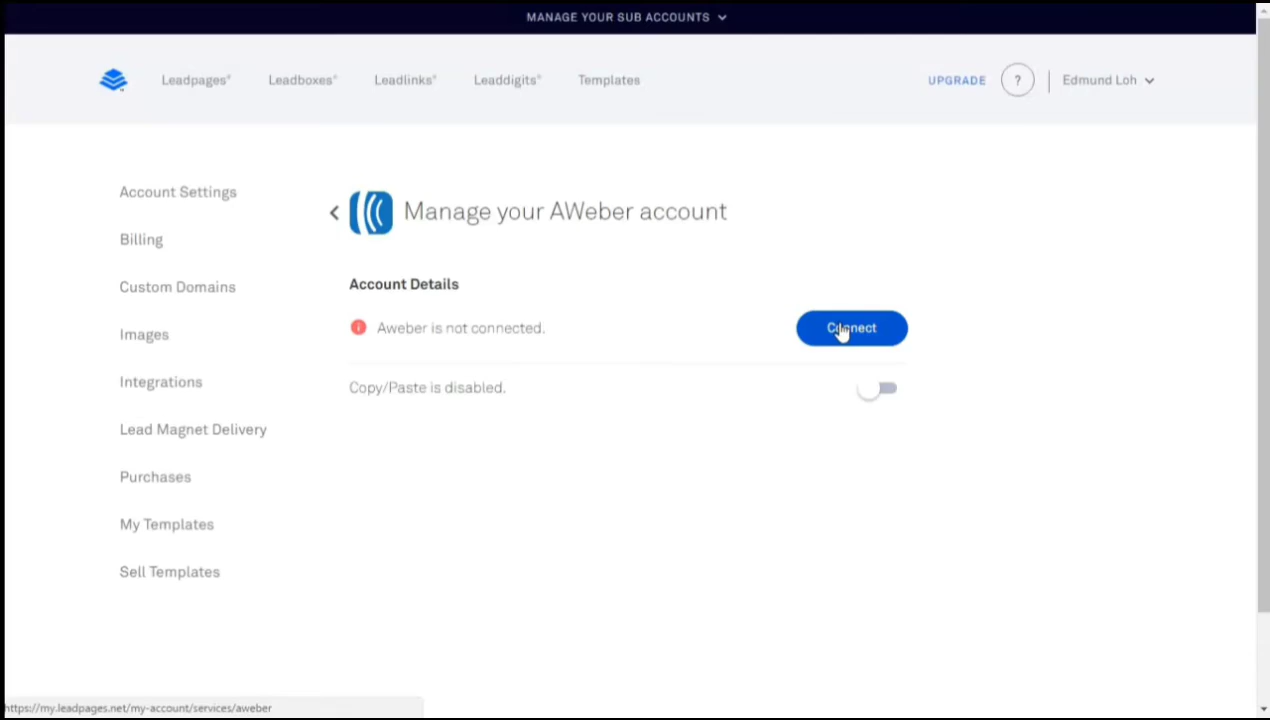 MANAGE YOUR SUB ACCOUNTS
Leadpages® Leadboxes® Leadlinks® Leaddigits® Templates UPGRADE ? Edmund Loh
Account Settings
Billing
Custom Domains
Images
Integrations
Lead Magnet Delivery
Purchases
My Templates
Sell Templates
Manage your AWeber account
Account Details
Aweber is not connected. Connect
Copy/Paste is disabled.
https://my.leadpages.net/my-account/services/aweber